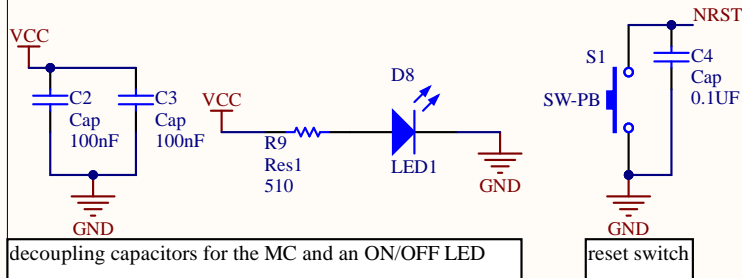 VCC
C2
Cap
100nF
C3
Cap
100nF
GND
VCC
R9
Res1
510
D8
LED1
GND
NRST
S1
SW-PB
C4
Cap
0.1UF
GND
decoupling capacitors for the MC and an ON/OFF LED
reset switch